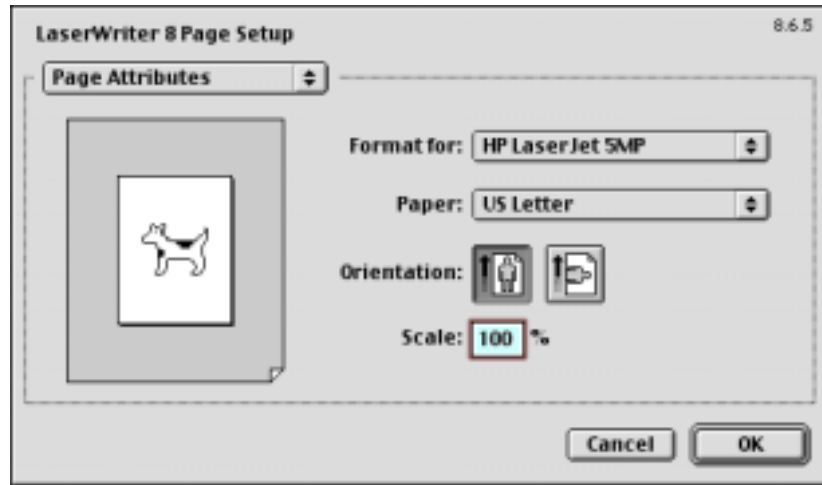 LaserWriter 8 Page Setup
8.6.5
Page Attributes
Format for: HP LaserJet 5MP
Paper: US Letter
Orientation:
Scale: 100 %
Cancel OK